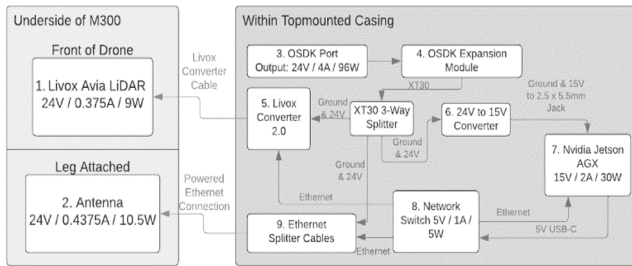 Underside of M300
Within Topmounted Casing
Front of Drone
1. Livox Avia LiDAR
24V / 0.375A / 9W
Livox
Converter
Cable
3. OSDK Port
Output: 24V / 4A / 96W
4. OSDK Expansion
Module
XT30
Ground & 15V
to 2.5 x 5.5mm
Jack
5. Livox
Converter
2.0
Ground
& 24V
XT30 3-Way
Splitter
6. 24V to 15V
Converter
Ground
& 24V
Ground
& 24V
7. Nvidia Jetson
AGX
15V / 2A / 30W
Leg Attached
2. Antenna
24V / 0.4375A / 10.5W
Powered
Ethernet
Connection
Ethernet
8. Network
Switch 5V / 1A /
5W
Ethernet
5V USB-C
9. Ethernet
Splitter Cables
Ethernet